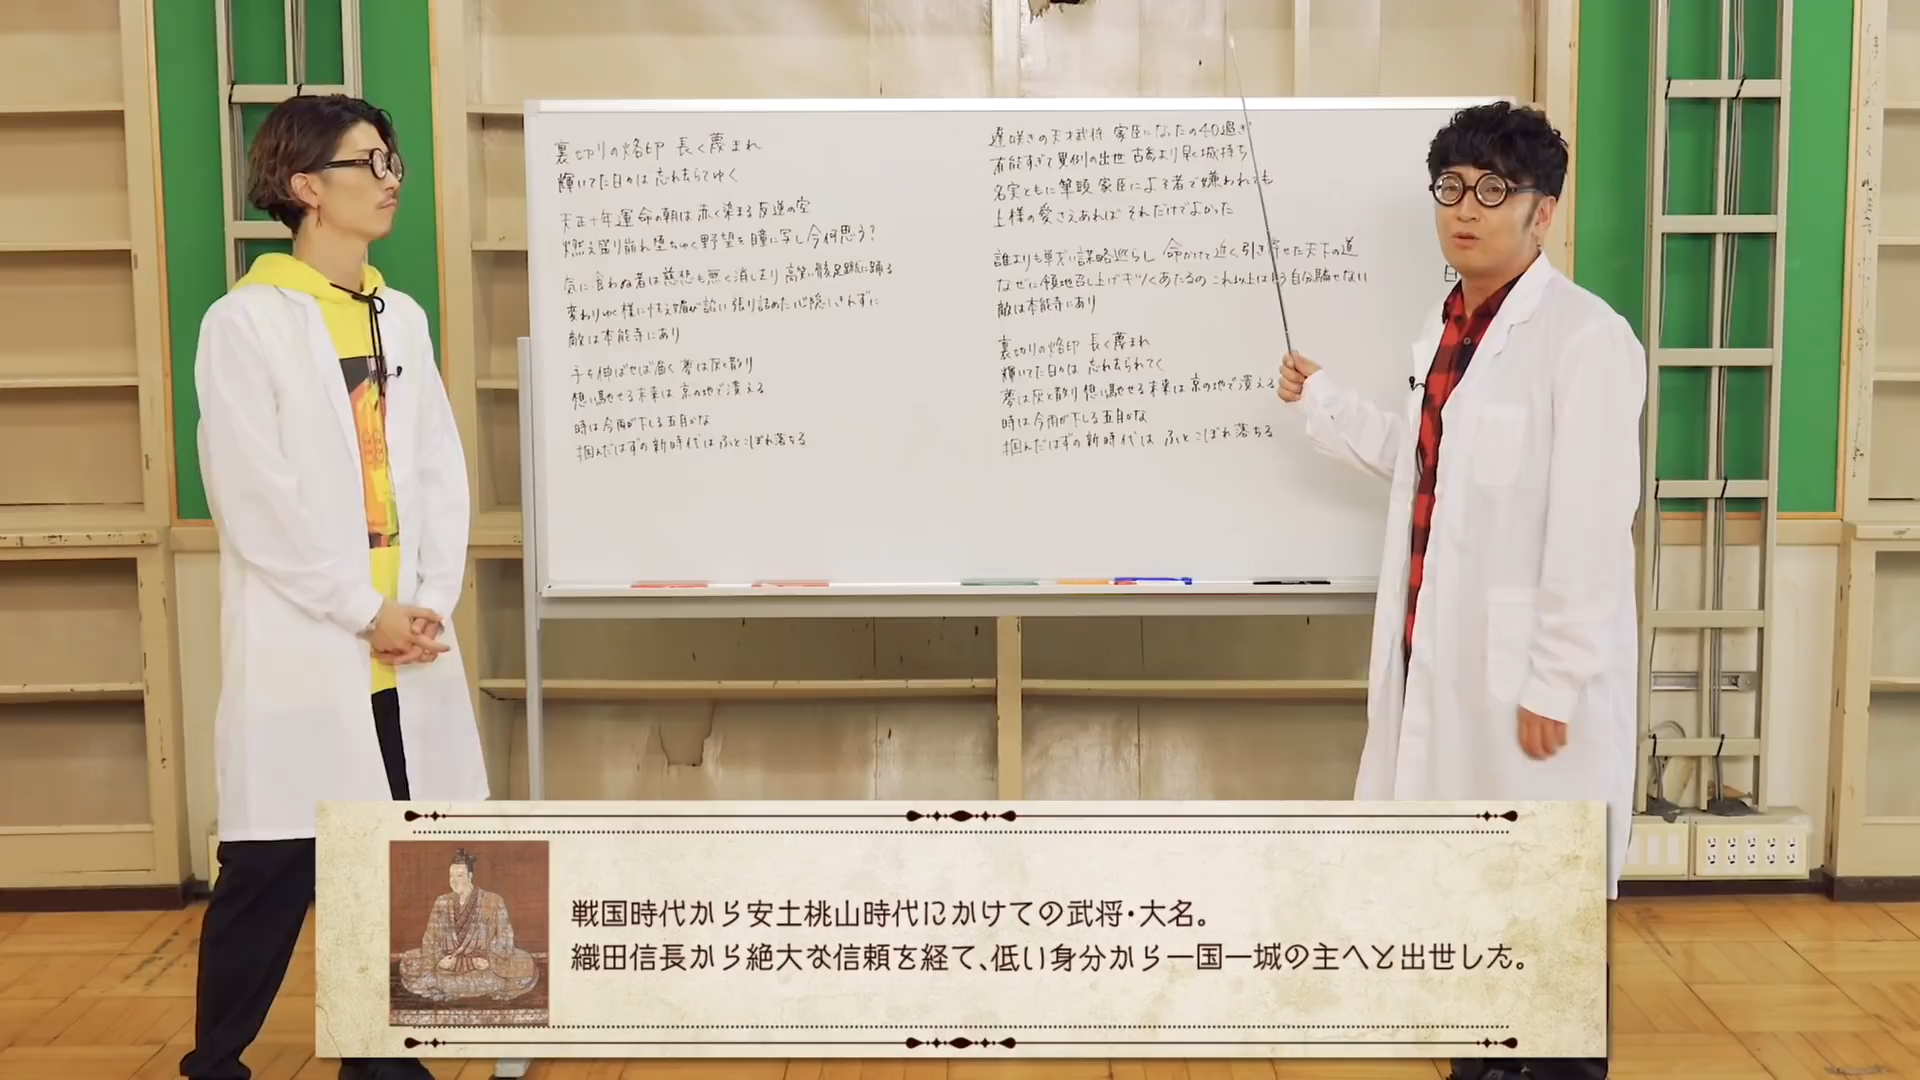 裏切りの烙印 長く蔑まれ
輝いてた日々は 忘れ去られてゆく
天正十年運命の朝は 赤く染まる反逆の空
燃え盛り崩れ堕ちゆく野望を瞳に写し今何思う?
気に食わぬ者は慈悲も無く消し去り 高笑い骸足蹴に踊る
変わりゆく様に怯え媚び諂い 張り詰めた心隠しきれずに
敵は本能寺にあり
手を伸ばせば届く 夢は灰と散り
想い馳せる未来は 京の地で潰える
時は今雨が下しる五月かな
掴んだはずの新時代は ふとこぼれ落ちる
遅咲きの天才武将 家臣になったの40過ぎ
有能すぎて異例の出世 古参より早く城持ち
名実ともに筆頭 家臣によう者で嫌われても
上様の愛さえあれば それだけでよかった
誰よりも早く 謀略巡らし 命かけて近く引き寄せた天下の道
なぜに領地召し上げキツくあたるの これ以上はもう自分騙せない
敵は本能寺にあり
裏切りの烙印 長く蔑まれ
輝いてた日々は 忘れ去られてく
夢は灰と散り 想い馳せる未来は 京の地で潰える
時は今雨が下しる五月かな
掴んだはずの新時代は ふとこぼれ落ちる
戦国時代から安土桃山時代にかけての武将・大名。
織田信長から絶大な信頼を経て、低い身分から一国一城の主へと出世した。